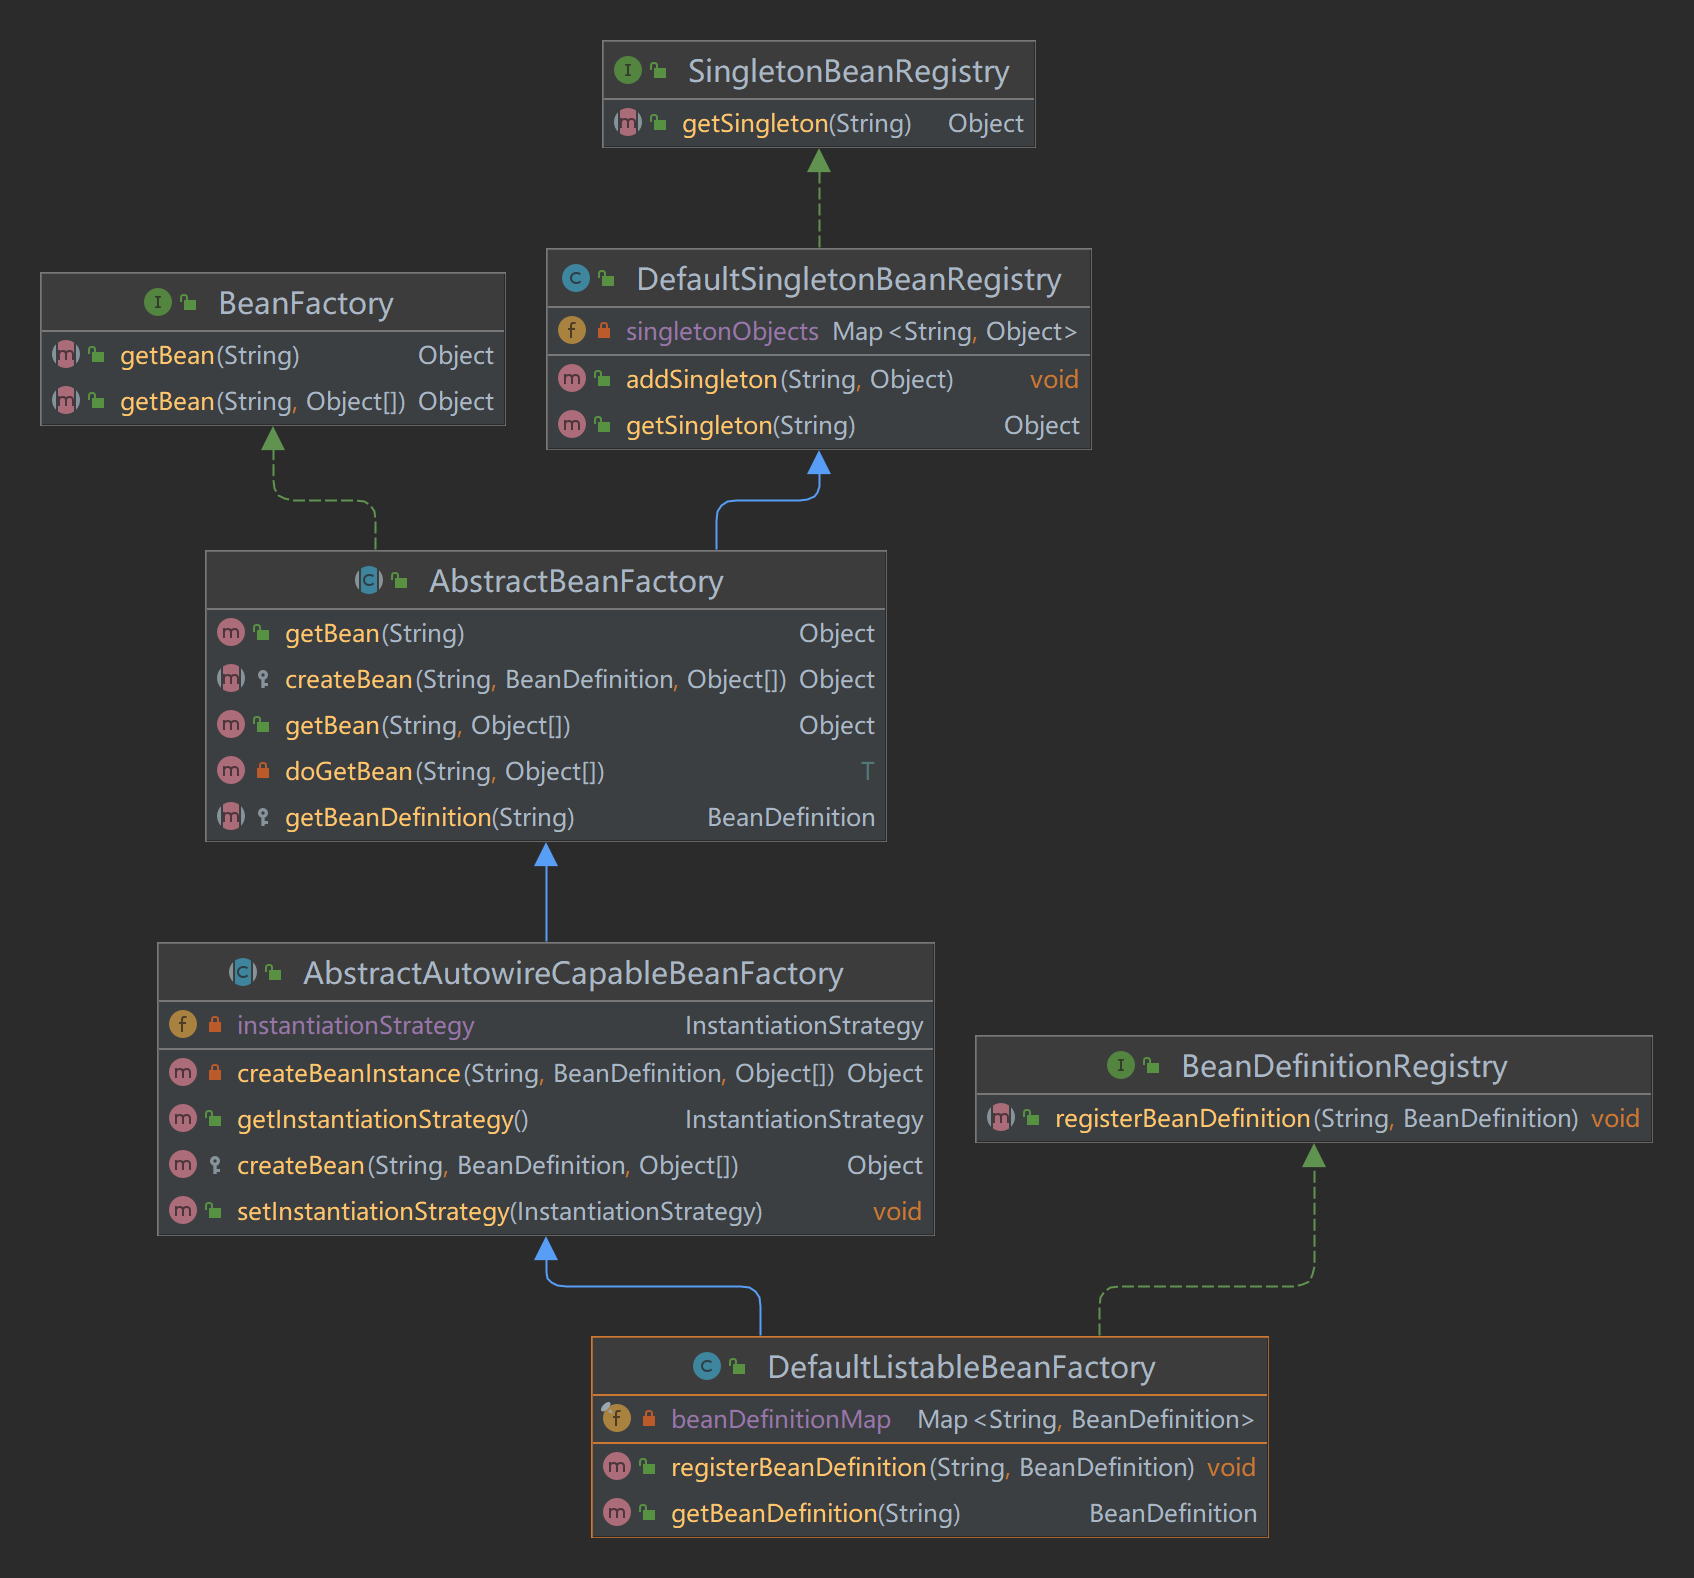 SingletonBeanRegistry
getSingleton(String) Object
DefaultSingletonBeanRegistry
singletonObjects Map<String, Object>
addSingleton(String, Object) void
getSingleton(String) Object
BeanFactory
getBean(String) Object
getBean(String, Object[]) Object
AbstractBeanFactory
getBean(String) Object
createBean(String, BeanDefinition, Object[]) Object
getBean(String, Object[]) Object
doGetBean(String, Object[]) T
getBeanDefinition(String) BeanDefinition
AbstractAutowireCapableBeanFactory
instantiationStrategy InstantiationStrategy
createBeanInstance(String, BeanDefinition, Object[]) Object
getInstantiationStrategy() InstantiationStrategy
createBean(String, BeanDefinition, Object[]) Object
setInstantiationStrategy(InstantiationStrategy) void
BeanDefinitionRegistry
registerBeanDefinition(String, BeanDefinition) void
DefaultListableBeanFactory
beanDefinitionMap Map<String, BeanDefinition>
registerBeanDefinition(String, BeanDefinition) void
getBeanDefinition(String) BeanDefinition